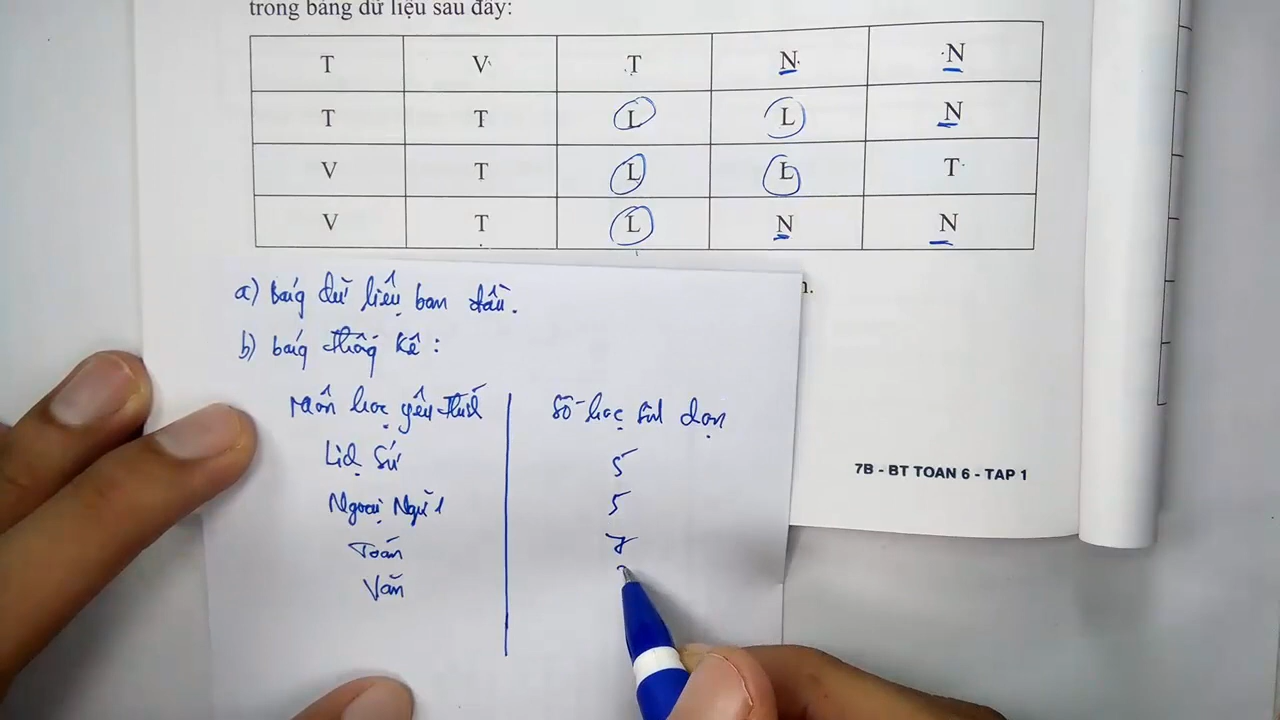 trong bảng dữ liệu sau đây:
T V T N N
T T L L N
V T L L T
V T L N N
n.
a) bảng dữ liệu ban đầu.
b) bảng thống kê:
Môn học yêu thích Số học sinh chọn
Lịch Sử 5
Ngoại Ngữ 1 5
Toán 7
Văn
7B - BT TOAN 6 - TAP 1